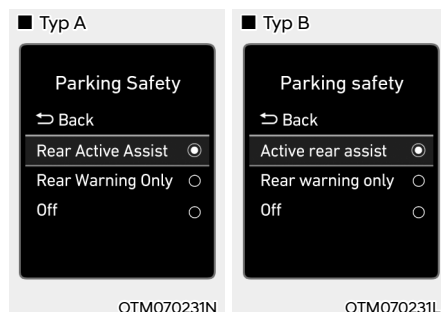 ■ Typ A
Parking Safety
Back
Rear Active Assist
Rear Warning Only
Off
OTM070231N
■ Typ B
Parking safety
Back
Active rear assist
Rear warning only
Off
OTM070231L